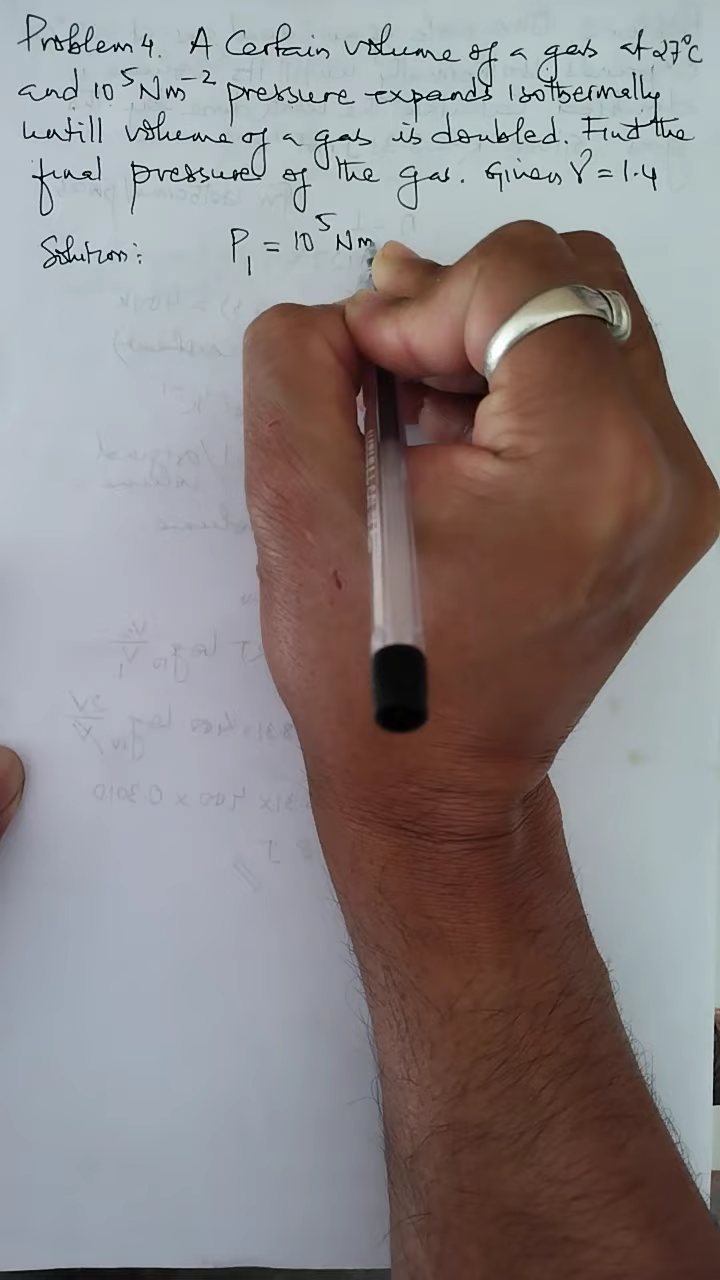 Problem 4. A Certain volume of a gas at 27°C
and 10⁵ Nm⁻² pressure expands isothermally
untill volume of a gas is doubled. Find the
final pressure of the gas. Given γ = 1.4
Solution: P₁ = 10⁵ Nm